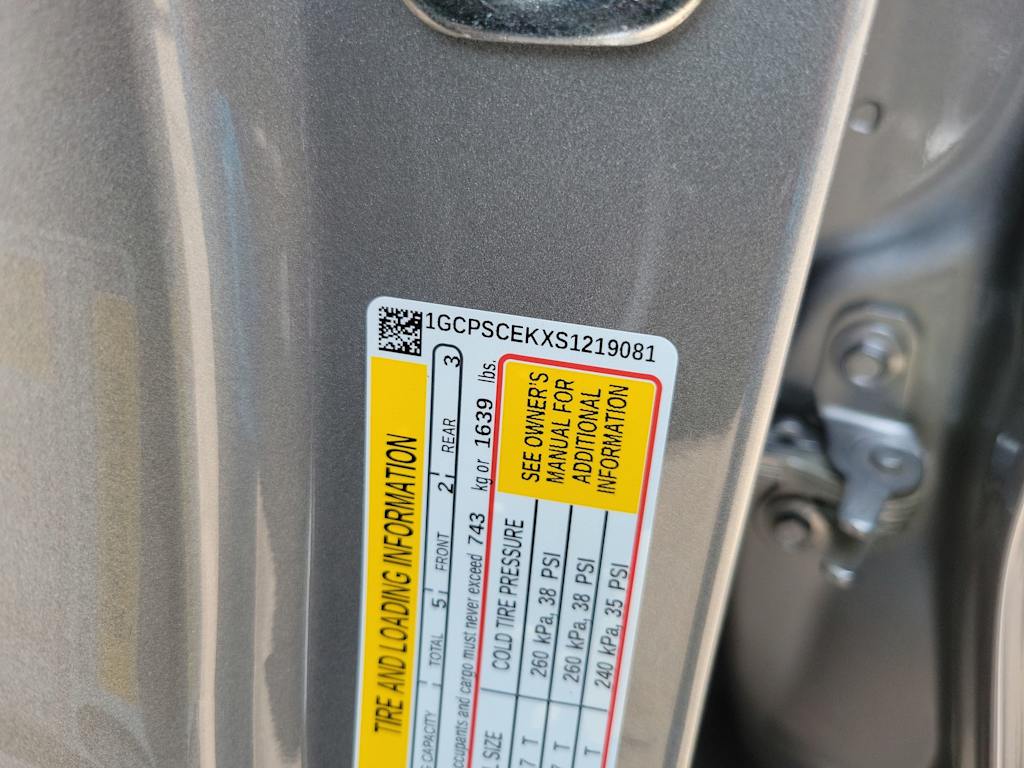 1GCPSCEKXS1219081
TIRE AND LOADING INFORMATION
CAPACITY TOTAL 5 FRONT 2 REAR 3
and cargo must never exceed 743 kg or 1639 lbs.
SIZE COLD TIRE PRESSURE
T 260 kPa, 38 PSI
T 260 kPa, 38 PSI
T 240 kPa, 35 PSI
SEE OWNER'S
MANUAL FOR
ADDITIONAL
INFORMATION